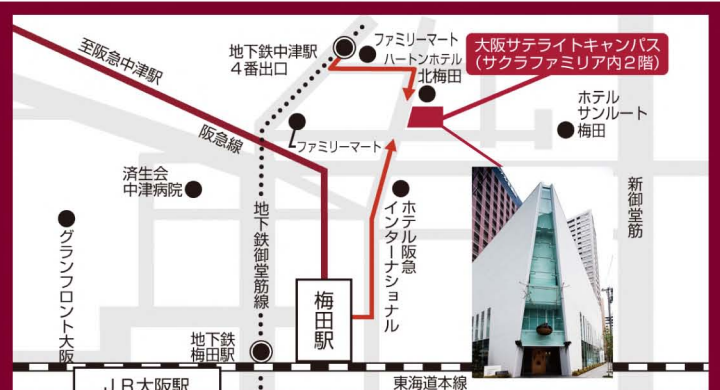 至阪急中津駅
地下鉄中津駅
４番出口
ファミリーマート
ハートンホテル
北梅田
大阪サテライトキャンパス
（サクラファミリア内２階）
ホテル
サンルート
梅田
阪急線
ファミリーマート
済生会
中津病院
新御堂筋
地下鉄御堂筋線
ホテル阪急
インターナショナル
グランフロント大阪
梅田駅
地下鉄
梅田駅
ＪＲ大阪駅
東海道本線